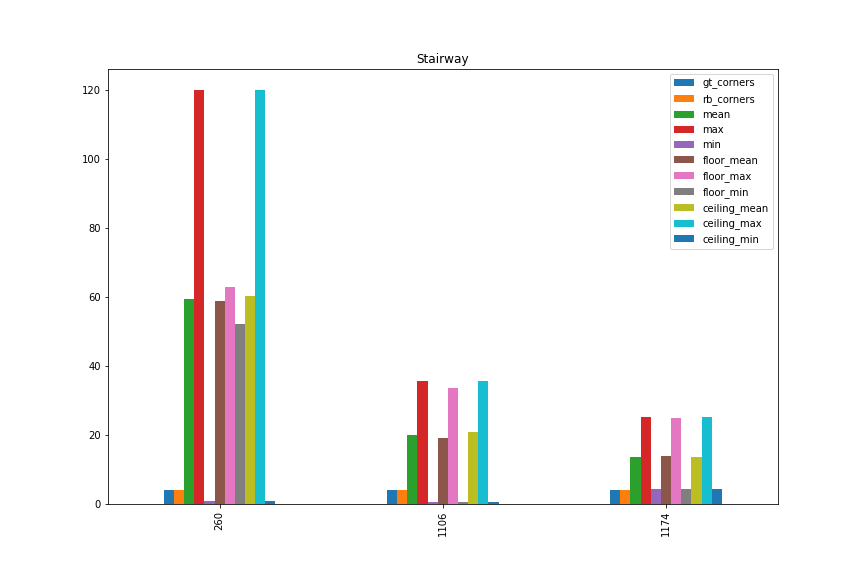 Stairway
120
100
80
60
40
20
0
260
1106
1174
gt_corners
rb_corners
mean
max
min
floor_mean
floor_max
floor_min
ceiling_mean
ceiling_max
ceiling_min